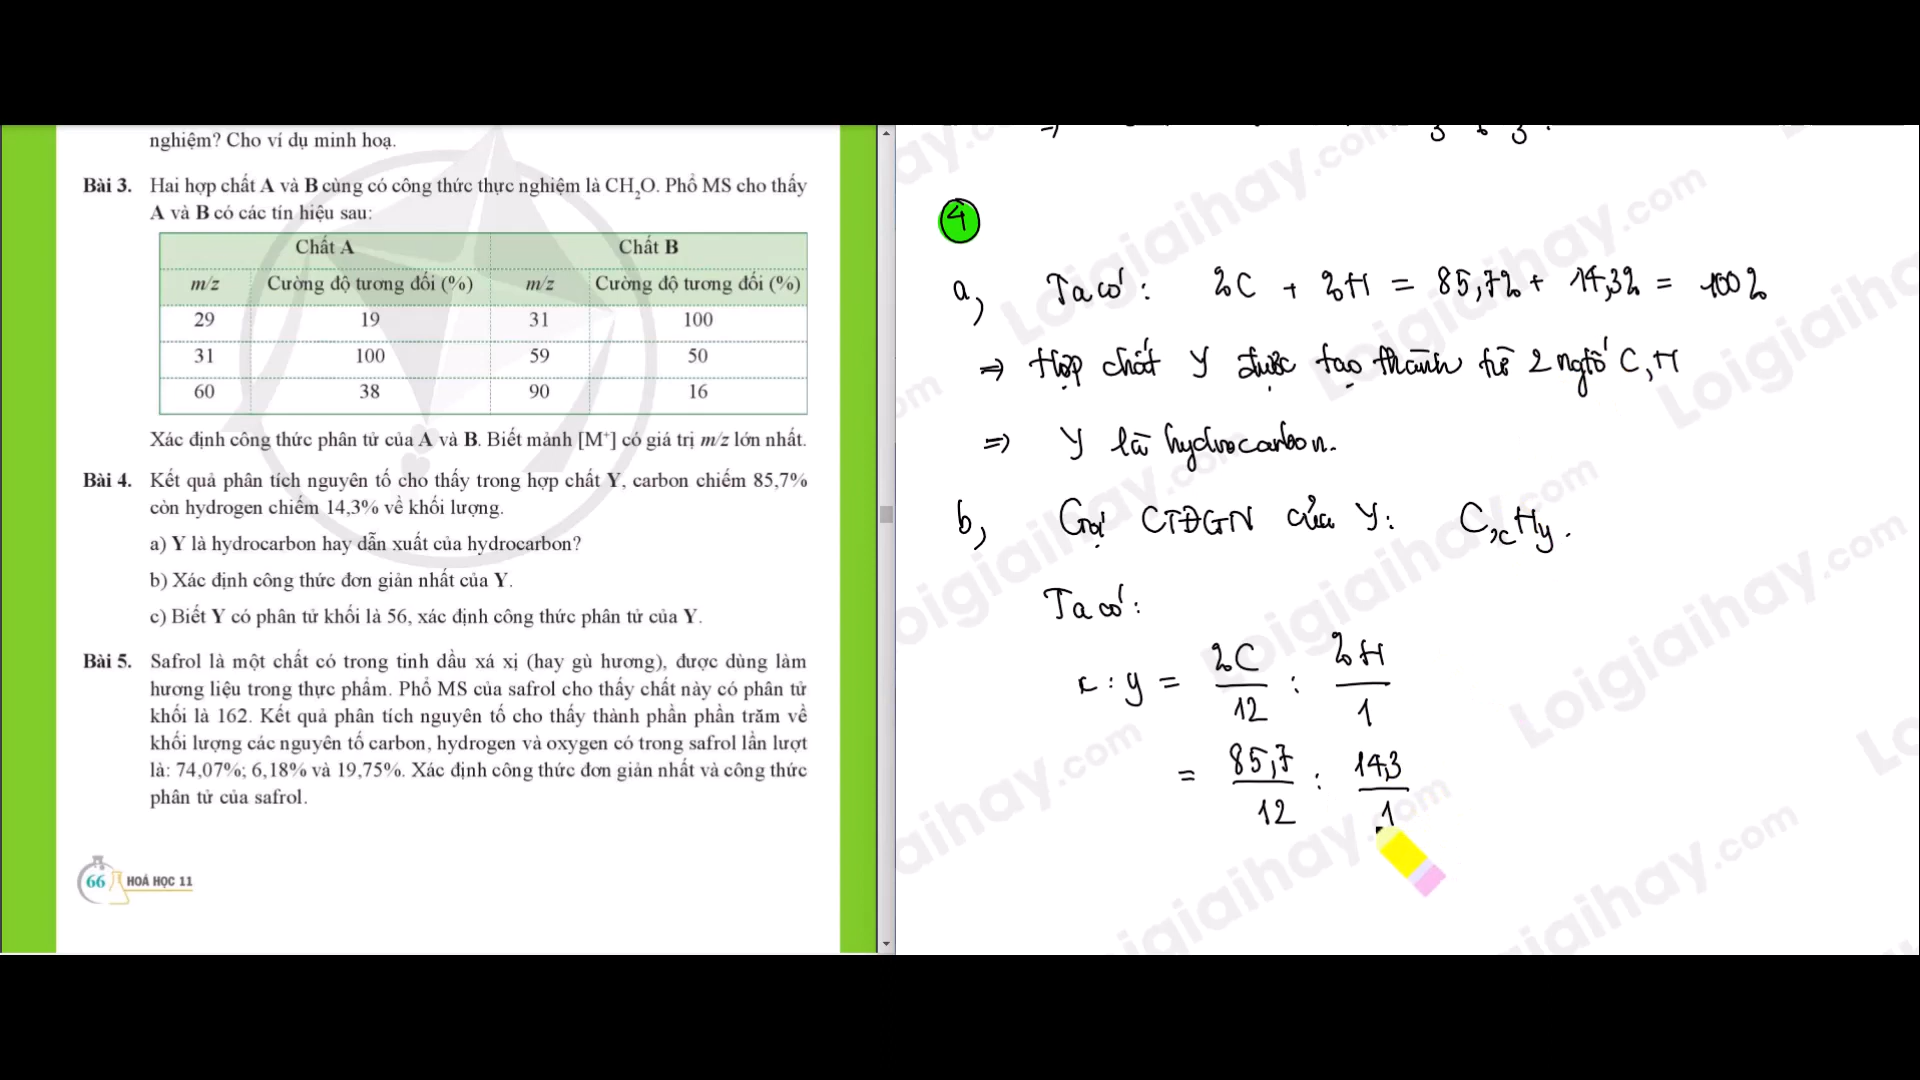 nghiệm? Cho ví dụ minh hoạ.
Bài 3. Hai hợp chất A và B cùng có công thức thực nghiệm là CH₂O. Phổ MS cho thấy
A và B có các tín hiệu sau:
Chất A Chất B
m/z Cường độ tương đối (%) m/z Cường độ tương đối (%)
29 19 31 100
31 100 59 50
60 38 90 16
Xác định công thức phân tử của A và B. Biết mảnh [M⁺] có giá trị m/z lớn nhất.
Bài 4. Kết quả phân tích nguyên tố cho thấy trong hợp chất Y, carbon chiếm 85,7%
còn hydrogen chiếm 14,3% về khối lượng.
a) Y là hydrocarbon hay dẫn xuất của hydrocarbon?
b) Xác định công thức đơn giản nhất của Y.
c) Biết Y có phân tử khối là 56, xác định công thức phân tử của Y.
Bài 5. Safrol là một chất có trong tinh dầu xá xị (hay gù hương), được dùng làm
hương liệu trong thực phẩm. Phổ MS của safrol cho thấy chất này có phân tử
khối là 162. Kết quả phân tích nguyên tố cho thấy thành phần phần trăm về
khối lượng các nguyên tố carbon, hydrogen và oxygen có trong safrol lần lượt
là: 74,07%; 6,18% và 19,75%. Xác định công thức đơn giản nhất và công thức
phân tử của safrol.
66 HOÁ HỌC 11
4
a, Ta có: %C + %H = 85,7% + 14,3% = 100%
⇒ Hợp chất Y được tạo thành từ 2 ngtố C, H
⇒ Y là hydrocarbon.
b, Gọi CTĐGN của Y: CxHy.
Ta có:
x : y = %C/12 : %H/1
= 85,7/12 : 14,3/1
Loigiaihay.com